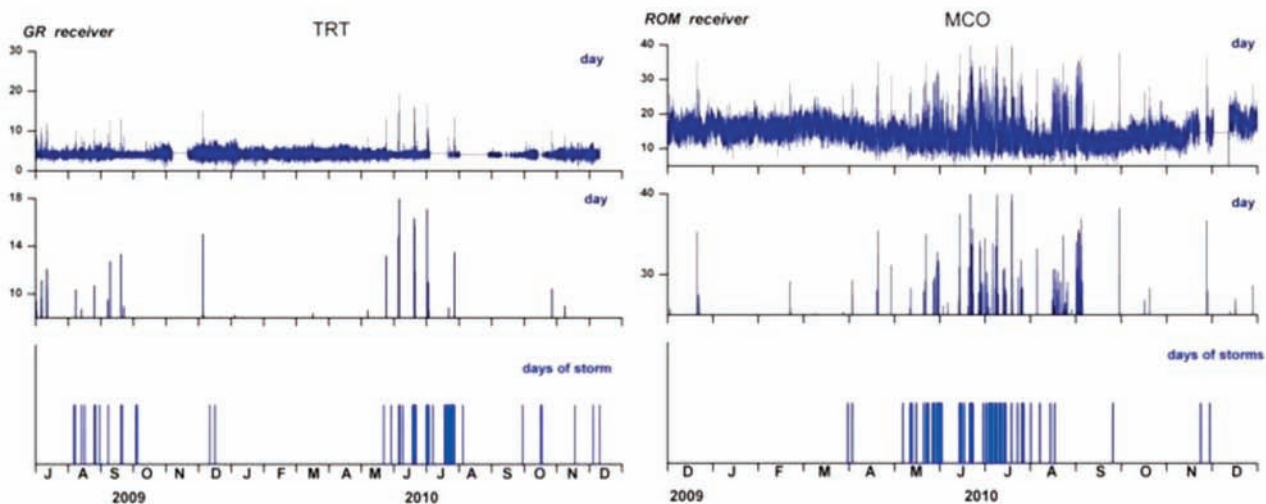 GR receiver
TRT
day
30
20
10
0
day
18
14
10
days of storm
J A S O N D J F M A M J J A S O N D
2009 2010
ROM receiver
MCO
day
40
30
20
10
day
40
30
days of storms
D J F M A M J J A S O N D
2009 2010